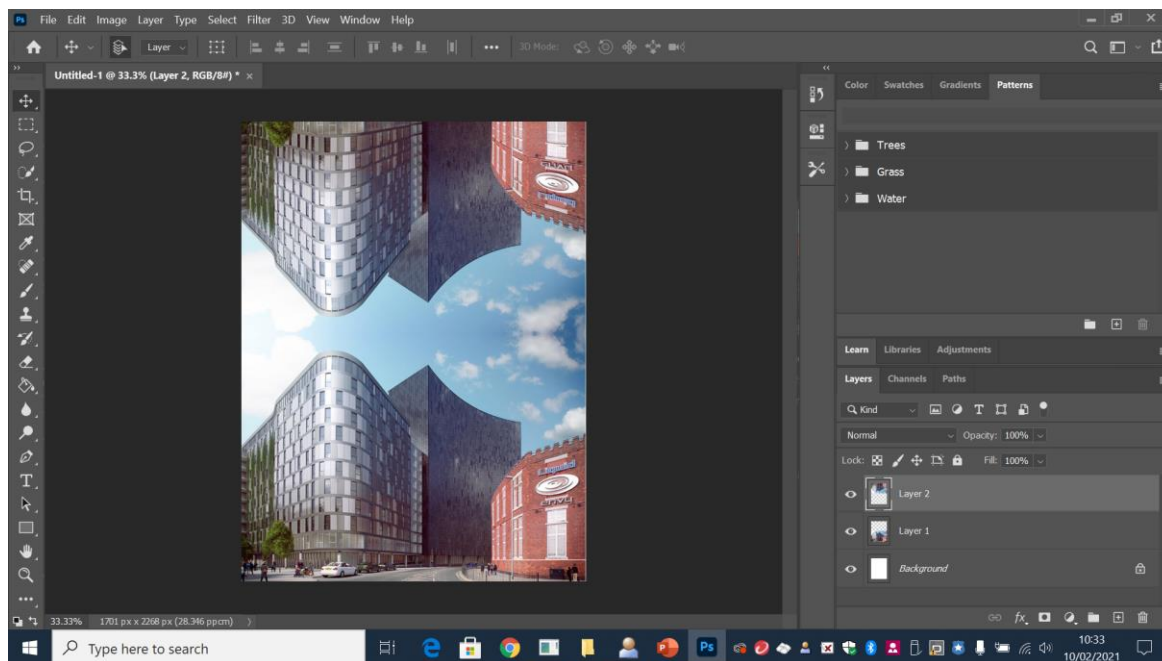 Ps File Edit Image Layer Type Select Filter 3D View Window Help
Layer 3D Mode:
Untitled-1 @ 33.3% (Layer 2, RGB/8#) * ×
Color Swatches Gradients Patterns
Trees
Grass
Water
Learn Libraries Adjustments
Layers Channels Paths
Kind
Normal Opacity: 100%
Lock: Fill: 100%
Layer 2
Layer 1
Background
33.33% 1701 px x 2268 px (28.346 ppcm)
Type here to search
Ps
10:33
10/02/2021